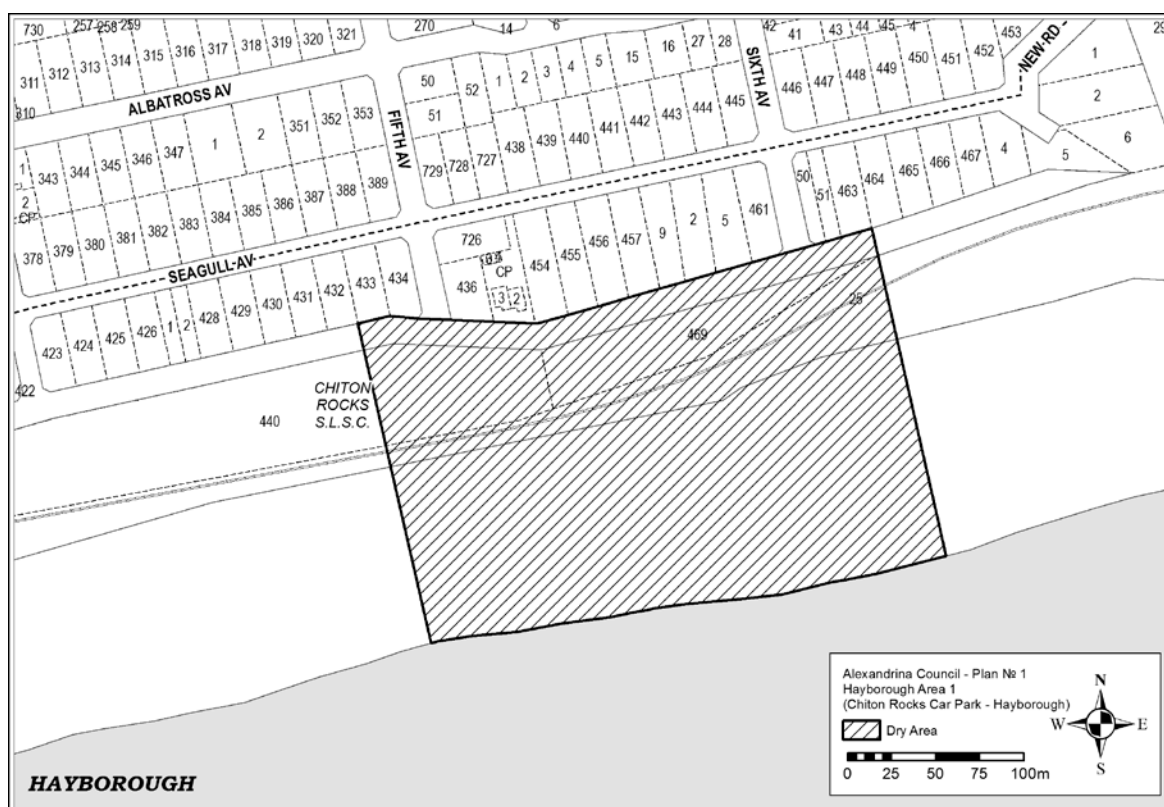 730 257 258 259 270 14 6 42 41 43 44 45 4 453 29
311 312 313 314 315 316 317 318 319 320 321
310
ALBATROSS AV
50 52 1 2 3 4 5 15 16 27 28
51
SIXTH AV
446 447 448 449 450 451 452
NEW-RD
1
2
6
5
1 343 344 345 346 347 1 2 351 352 353
2
CP
FIFTH AV
729 728 727 438 439 440 441 442 443 444 445
378 379 380 381 382 383 384 385 386 387 388 389
SEAGULL-AV
50 51 463 464 465 466 467 4
726
CP
436 3 2 454 455 456 457 9 2 5 461
422 423 424 425 426 1 2 428 429 430 431 432 433 434
25
469
CHITON
ROCKS
S.L.S.C.
440
HAYBOROUGH
Alexandrina Council - Plan № 1
Hayborough Area 1
(Chiton Rocks Car Park - Hayborough)
Dry Area
0 25 50 75 100m
N
W E
S